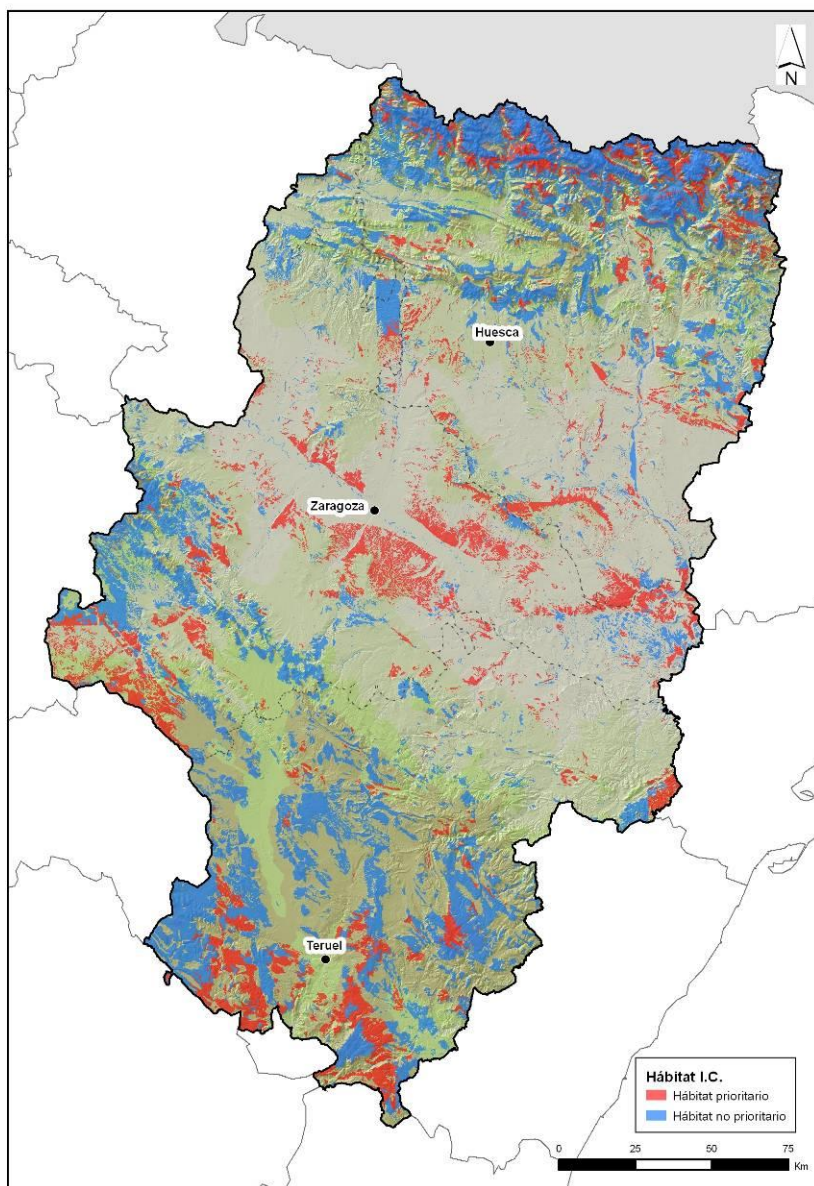 N
Huesca
Zaragoza
Teruel
Hábitat I.C.
Hábitat prioritario
Hábitat no prioritario
0 25 50 75
Km